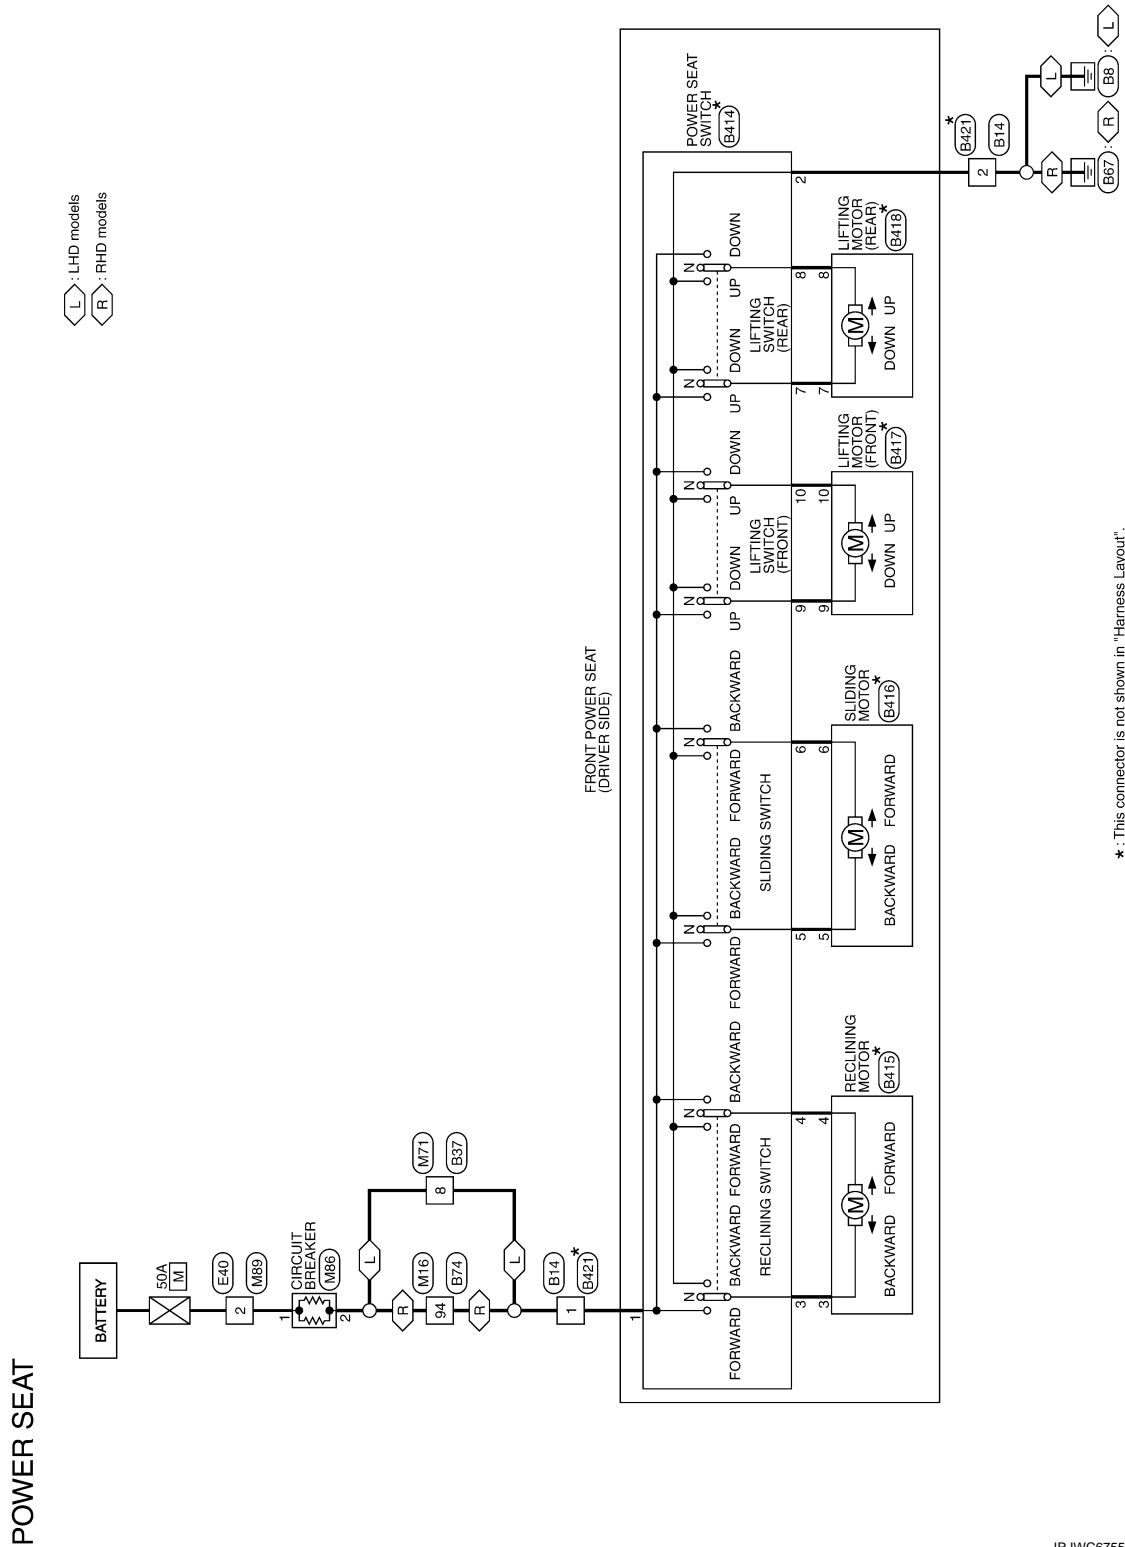 POWER SEAT
L : LHD models
R : RHD models
BATTERY
50A
M
E40
2
M89
CIRCUIT
BREAKER
M86
1
2
L
M71
8
B37
R
M16
94
B74
R
L
B14
1
B421 *
FRONT POWER SEAT
(DRIVER SIDE)
POWER SEAT
SWITCH *
B414
1
2
N
N
N
N
N
N
N
N
FORWARD
BACKWARD
FORWARD
BACKWARD
RECLINING SWITCH
FORWARD
BACKWARD
FORWARD
BACKWARD
SLIDING SWITCH
UP
DOWN
UP
DOWN
LIFTING
SWITCH
(FRONT)
UP
DOWN
UP
DOWN
LIFTING
SWITCH
(REAR)
3
4
5
6
9
10
7
8
3
4
5
6
9
10
7
8
RECLINING
MOTOR *
B415
M
BACKWARD
FORWARD
SLIDING
MOTOR *
B416
M
BACKWARD
FORWARD
LIFTING
MOTOR
(FRONT) *
B417
M
DOWN
UP
LIFTING
MOTOR
(REAR) *
B418
M
DOWN
UP
* B421
2
B14
R
L
B67 : R
B8 : L
* : This connector is not shown in "Harness Layout".